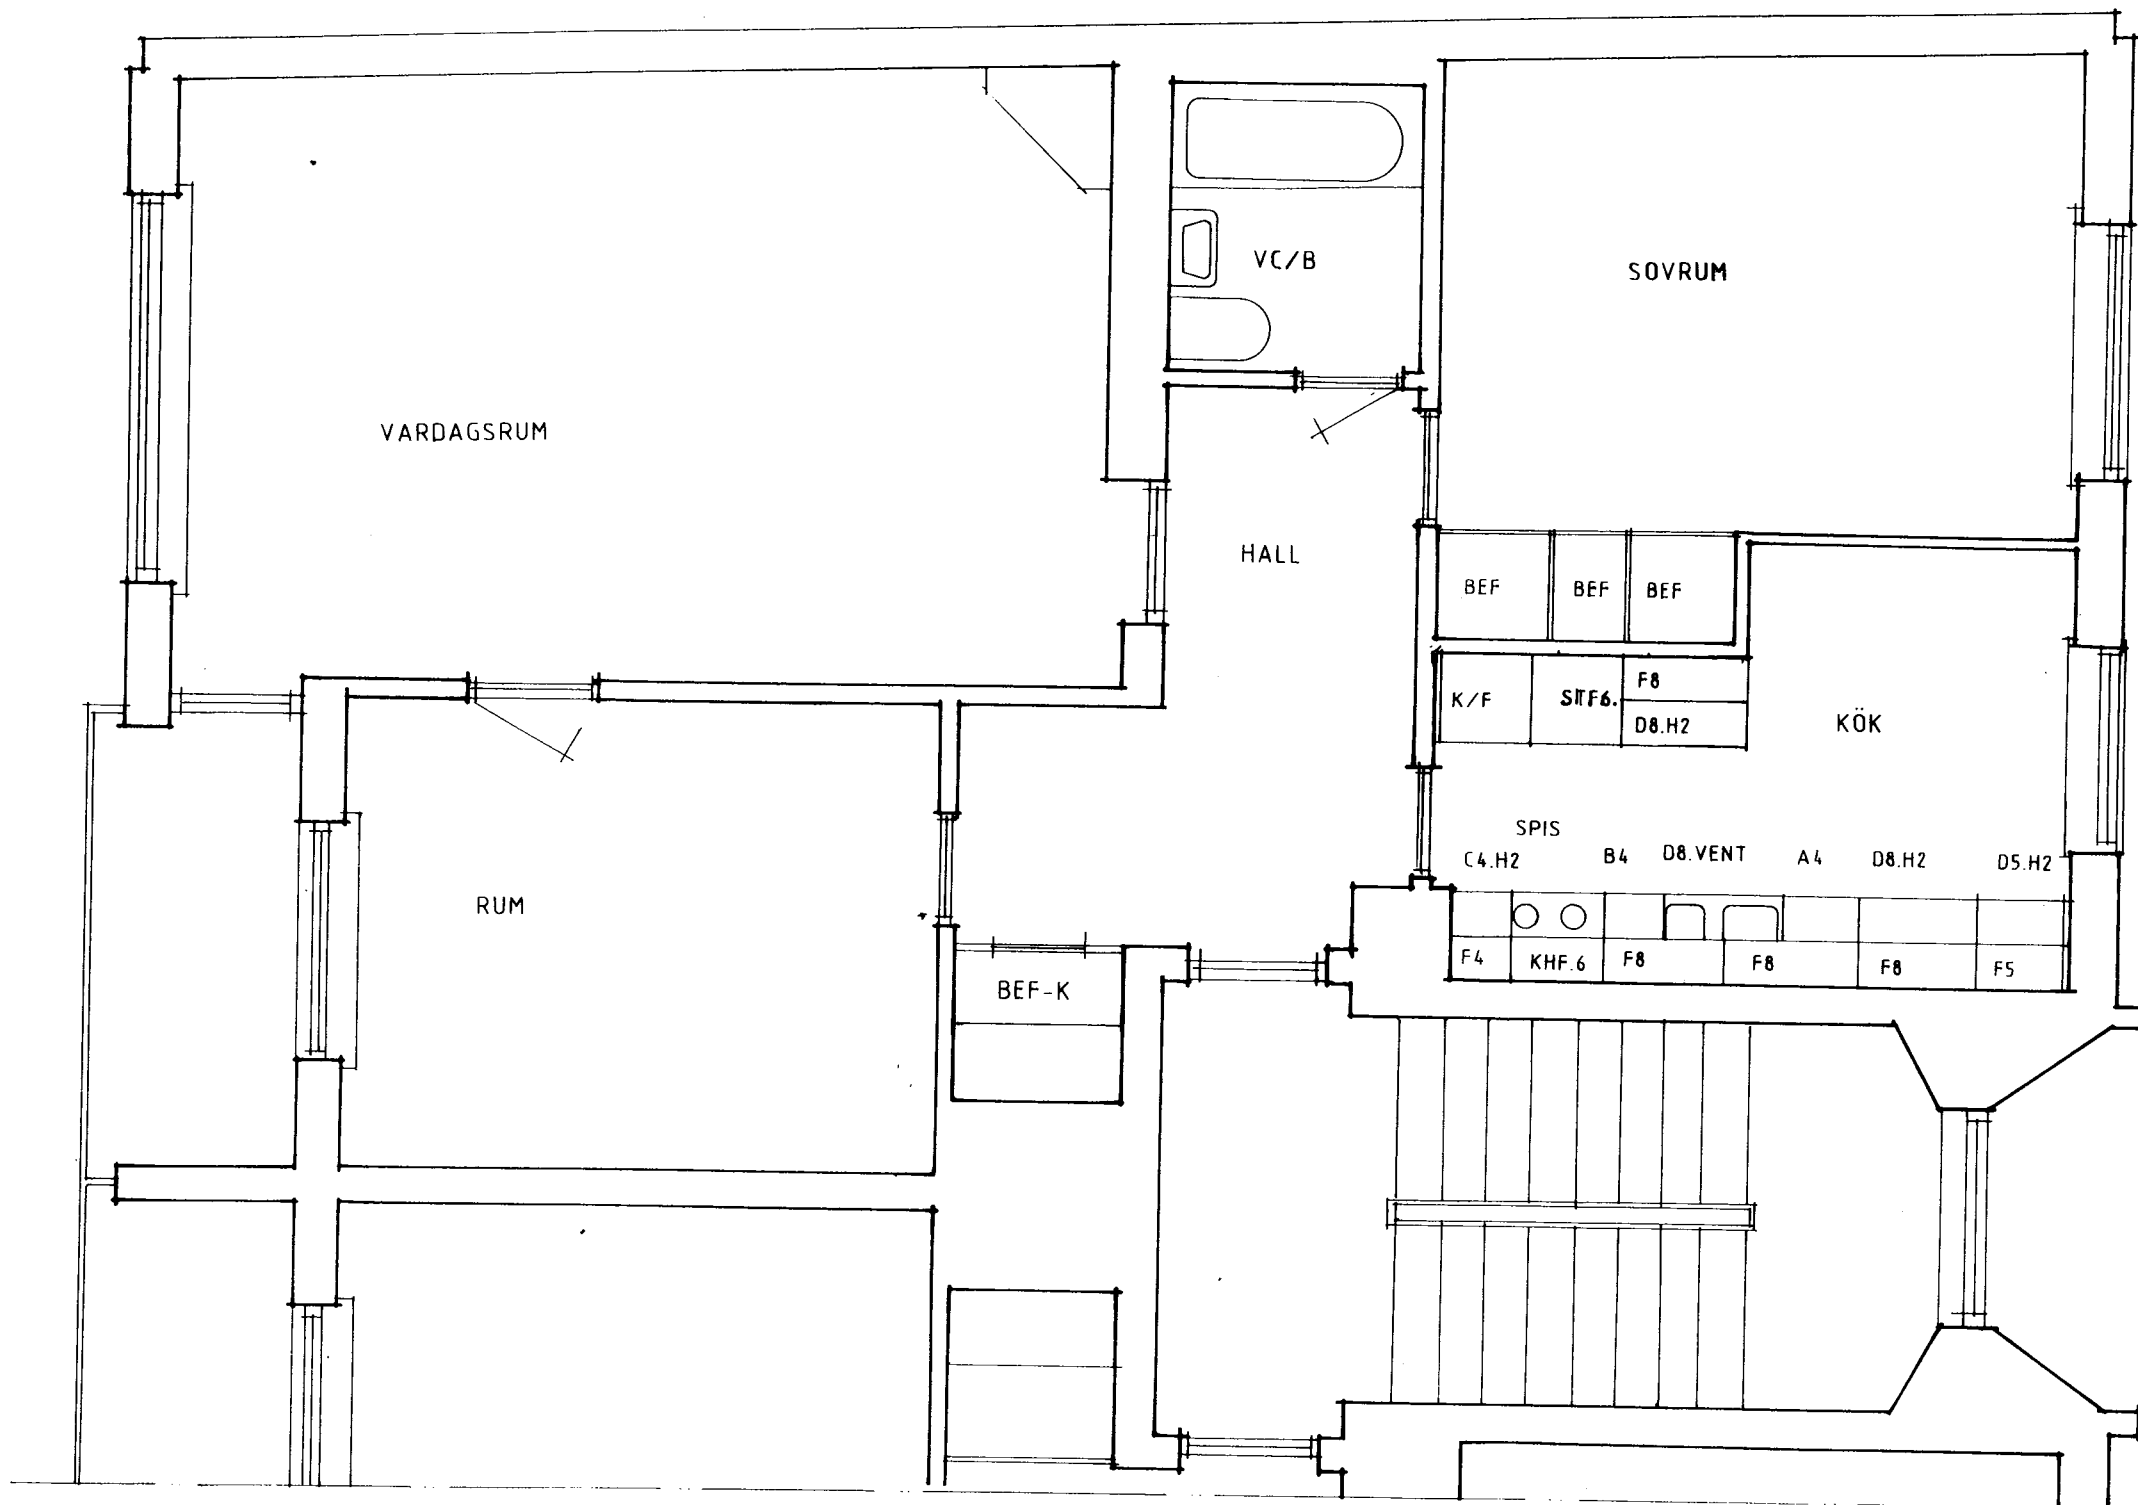 VC/B
SOVRUM
VARDAGSRUM
HALL
BEF BEF BEF
K/F
F8
D8.H2
KÖK
SPIS
C4.H2 B4 D8.VENT A4 D8.H2 D5.H2
RUM
F4 KHF.6 F8 F8 F8 F5
BEF-K